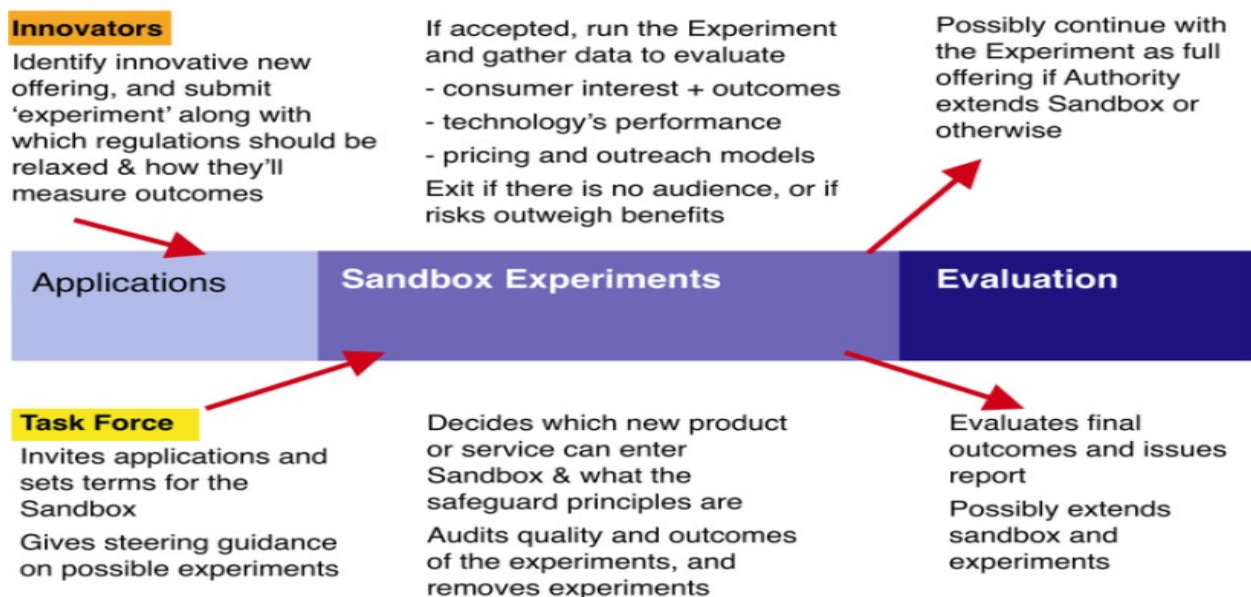 Innovators
Identify innovative new
offering, and submit
‘experiment’ along with
which regulations should be
relaxed & how they’ll
measure outcomes
If accepted, run the Experiment
and gather data to evaluate
- consumer interest + outcomes
- technology’s performance
- pricing and outreach models
Exit if there is no audience, or if
risks outweigh benefits
Possibly continue with
the Experiment as full
offering if Authority
extends Sandbox or
otherwise
Applications
Sandbox Experiments
Evaluation
Task Force
Invites applications and
sets terms for the
Sandbox
Gives steering guidance
on possible experiments
Decides which new product
or service can enter
Sandbox & what the
safeguard principles are
Audits quality and outcomes
of the experiments, and
removes experiments
Evaluates final
outcomes and issues
report
Possibly extends
sandbox and
experiments